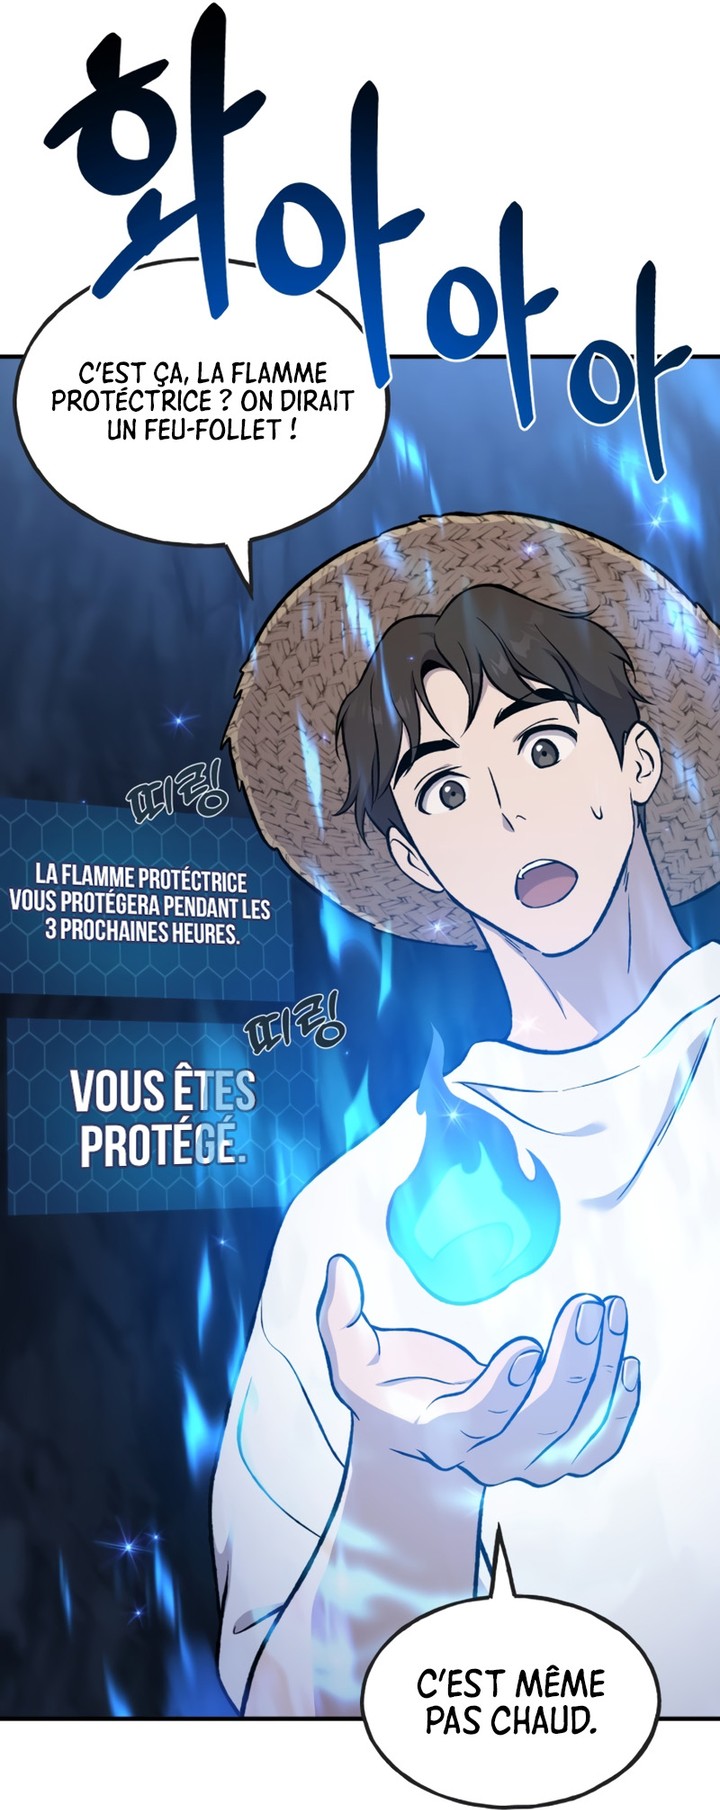 화아아아
C'EST ÇA, LA FLAMME
PROTÉCTRICE ? ON DIRAIT
UN FEU-FOLLET !
띠링
LA FLAMME PROTÉCTRICE
VOUS PROTÉGERA PENDANT LES
3 PROCHAINES HEURES.
띠링
VOUS ÊTES
PROTÉGÉ.
C'EST MÊME
PAS CHAUD.